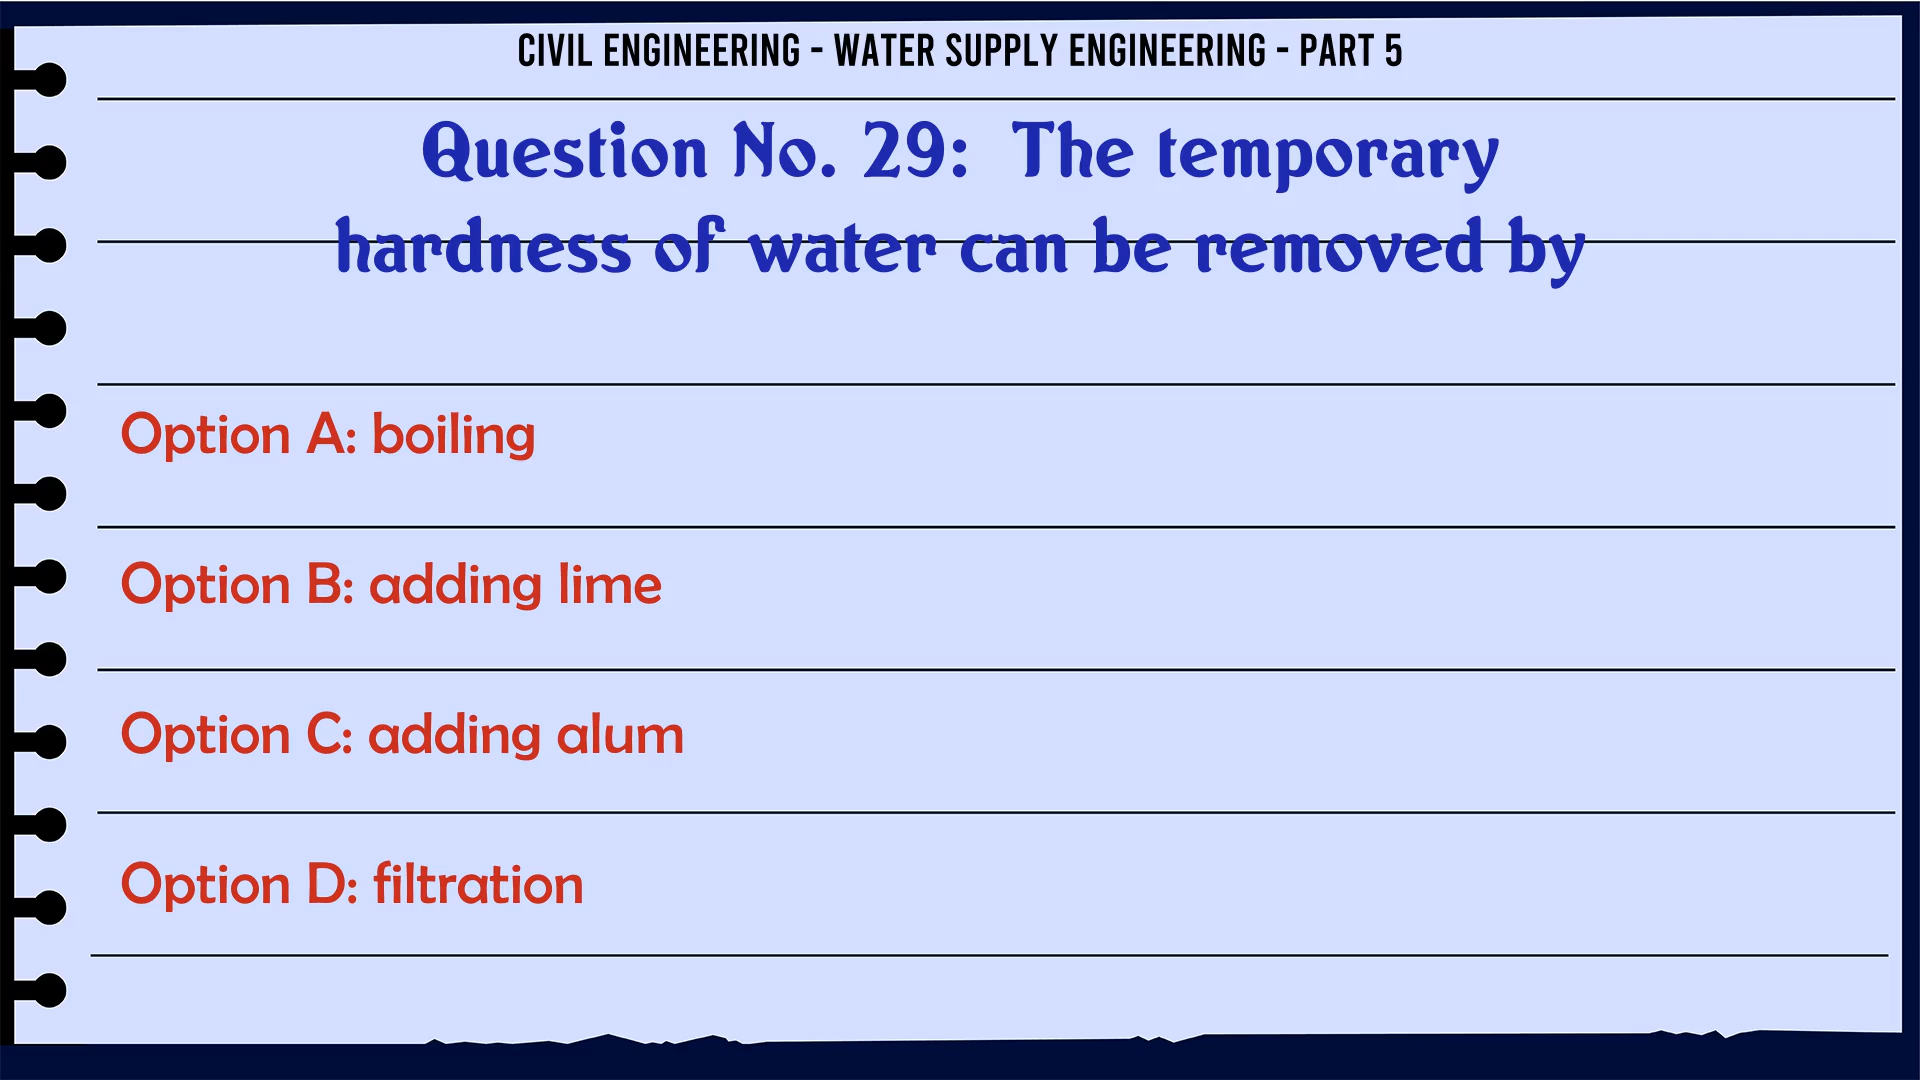 CIVIL ENGINEERING - WATER SUPPLY ENGINEERING - PART 5
Question No. 29: The temporary
hardness of water can be removed by
Option A: boiling
Option B: adding lime
Option C: adding alum
Option D: filtration